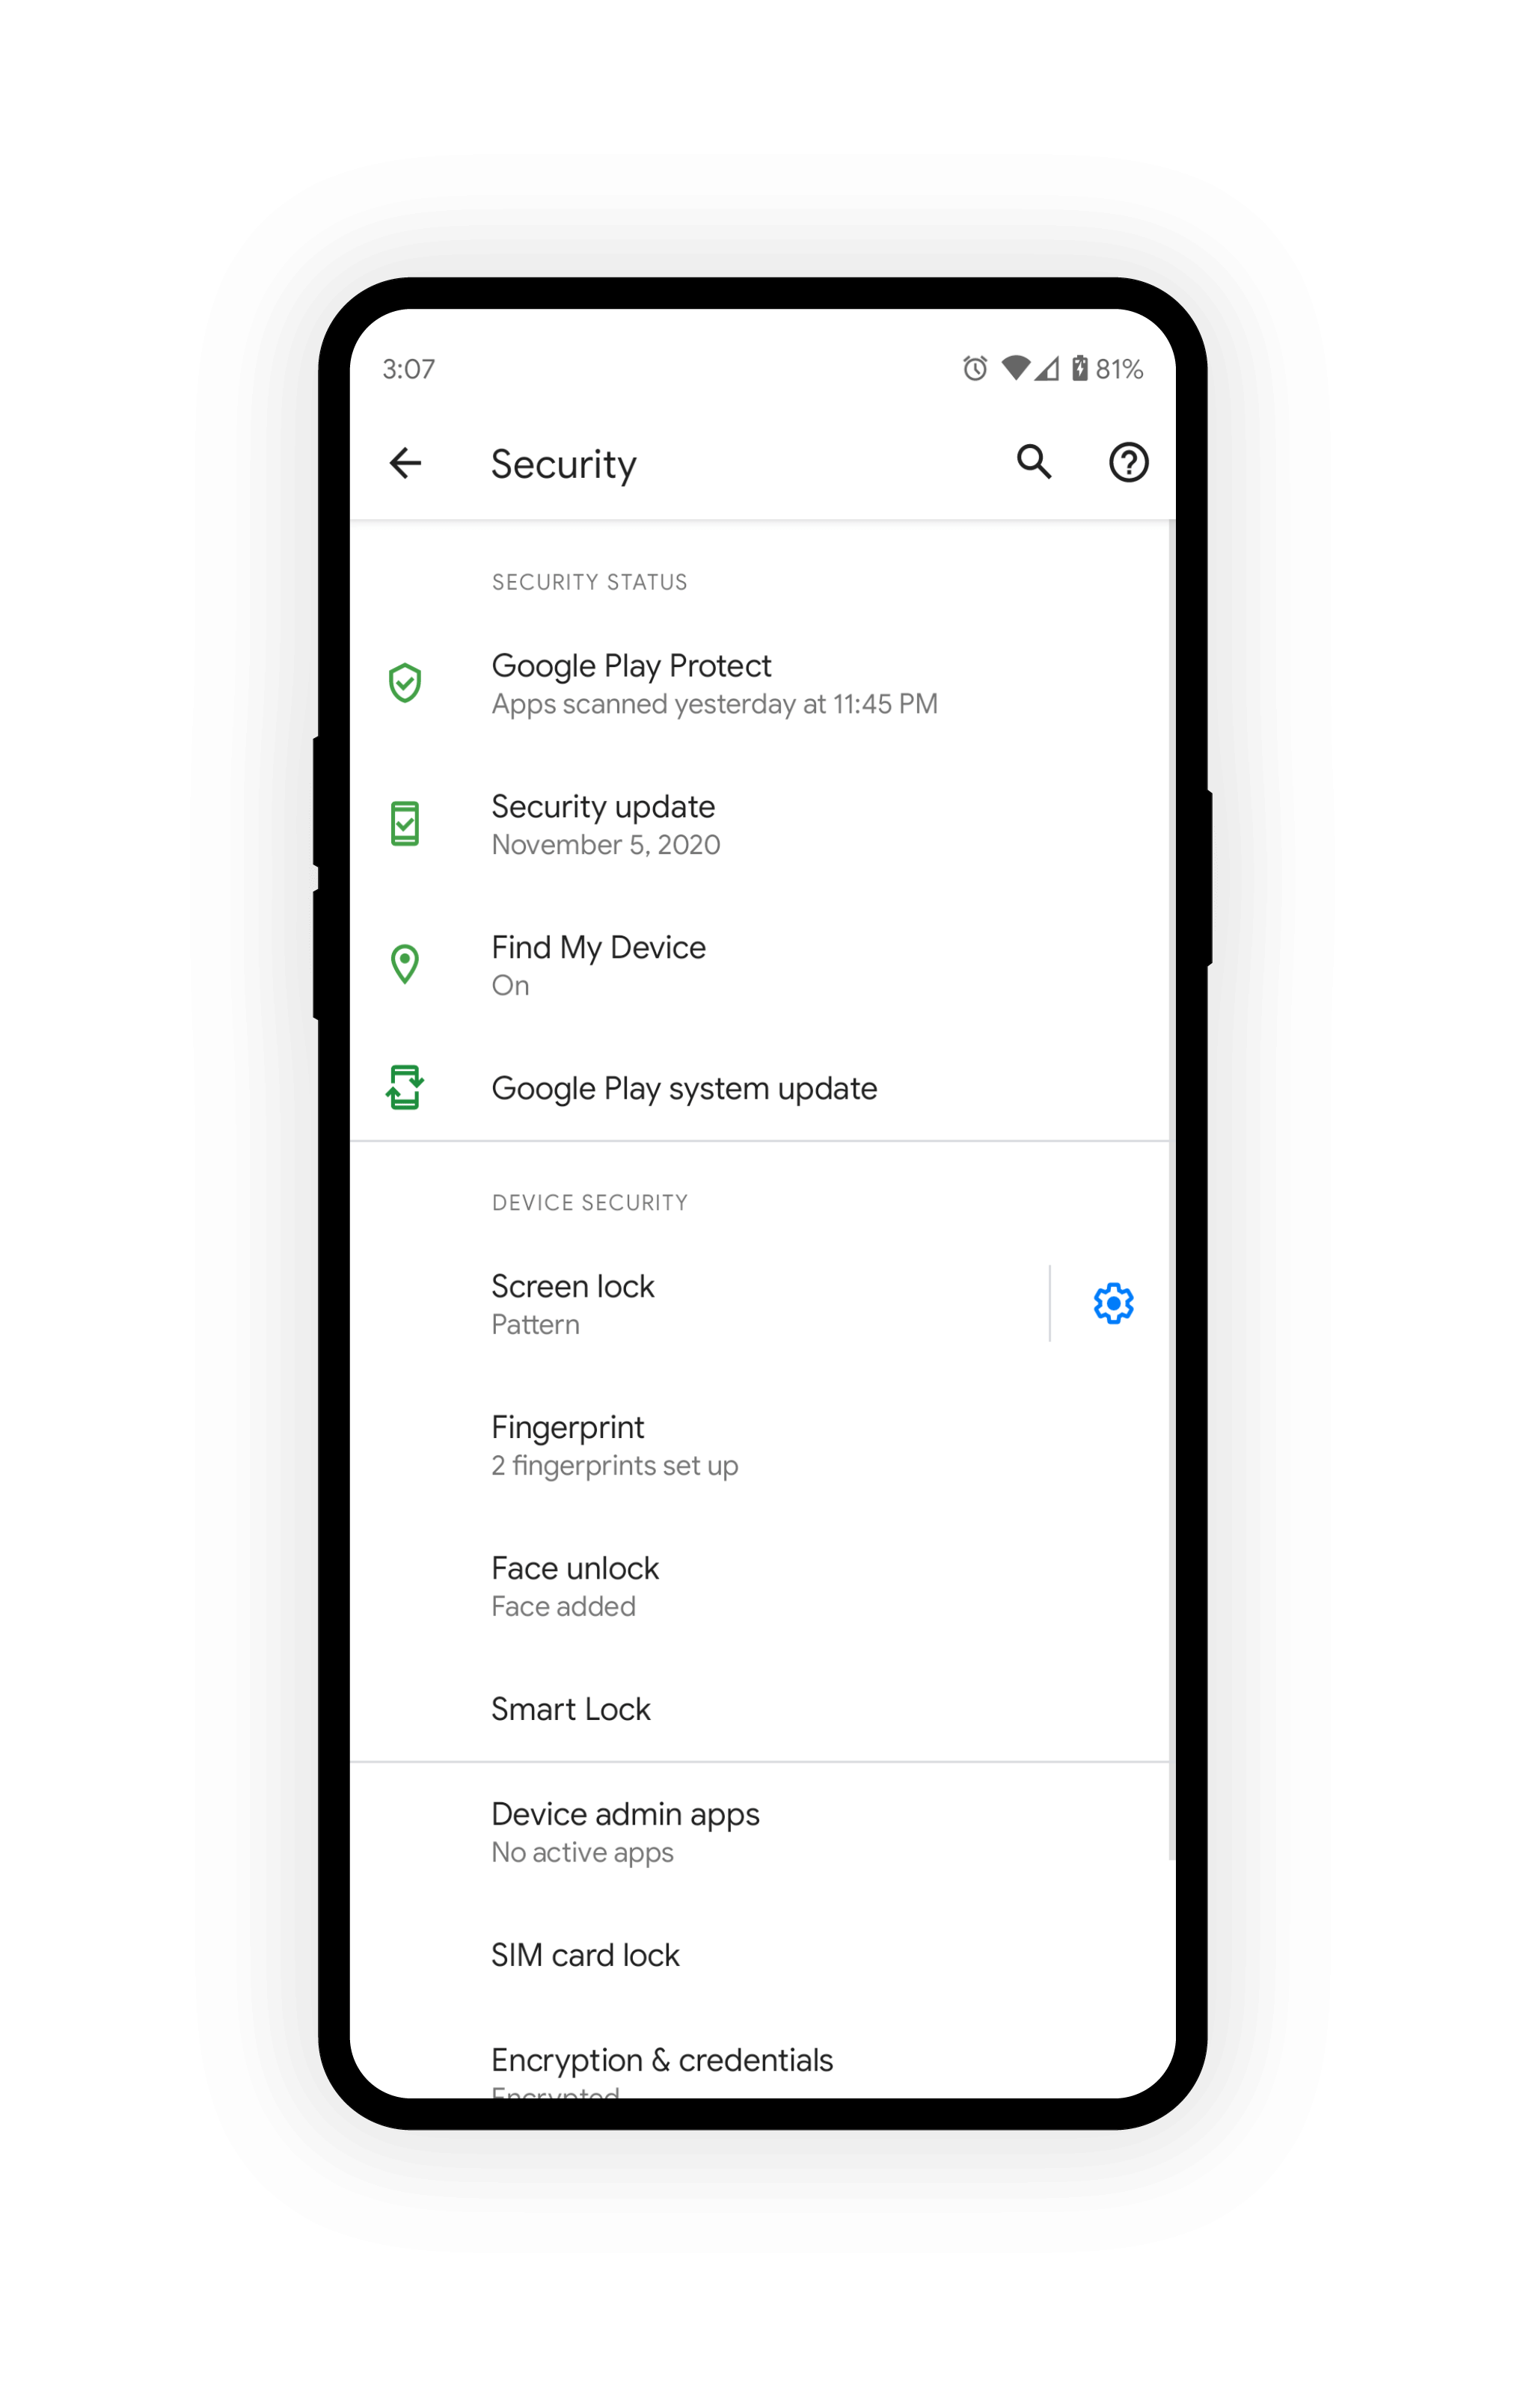 3:07 81%
Security
SECURITY STATUS
Google Play Protect
Apps scanned yesterday at 11:45 PM
Security update
November 5, 2020
Find My Device
On
Google Play system update
DEVICE SECURITY
Screen lock
Pattern
Fingerprint
2 fingerprints set up
Face unlock
Face added
Smart Lock
Device admin apps
No active apps
SIM card lock
Encryption & credentials
Encrypted